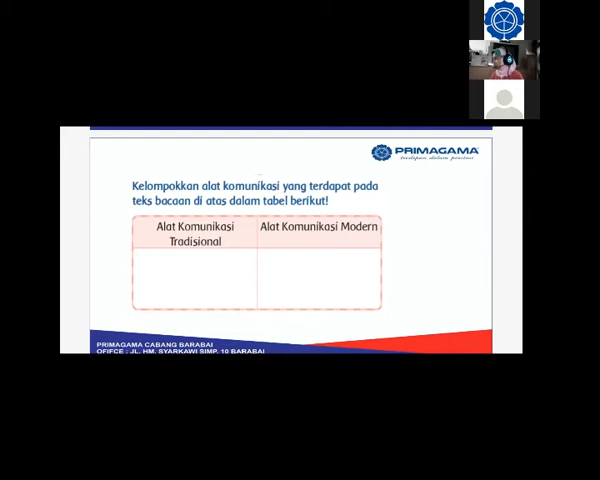 PRIMAGAMA
terdepan dalam prestasi
Kelompokkan alat komunikasi yang terdapat pada
teks bacaan di atas dalam tabel berikut!
Alat Komunikasi
Tradisional
Alat Komunikasi Modern
PRIMAGAMA CABANG BARABAI
OFIFCE : JL. HM. SYARKAWI SIMP. 10 BARABAI